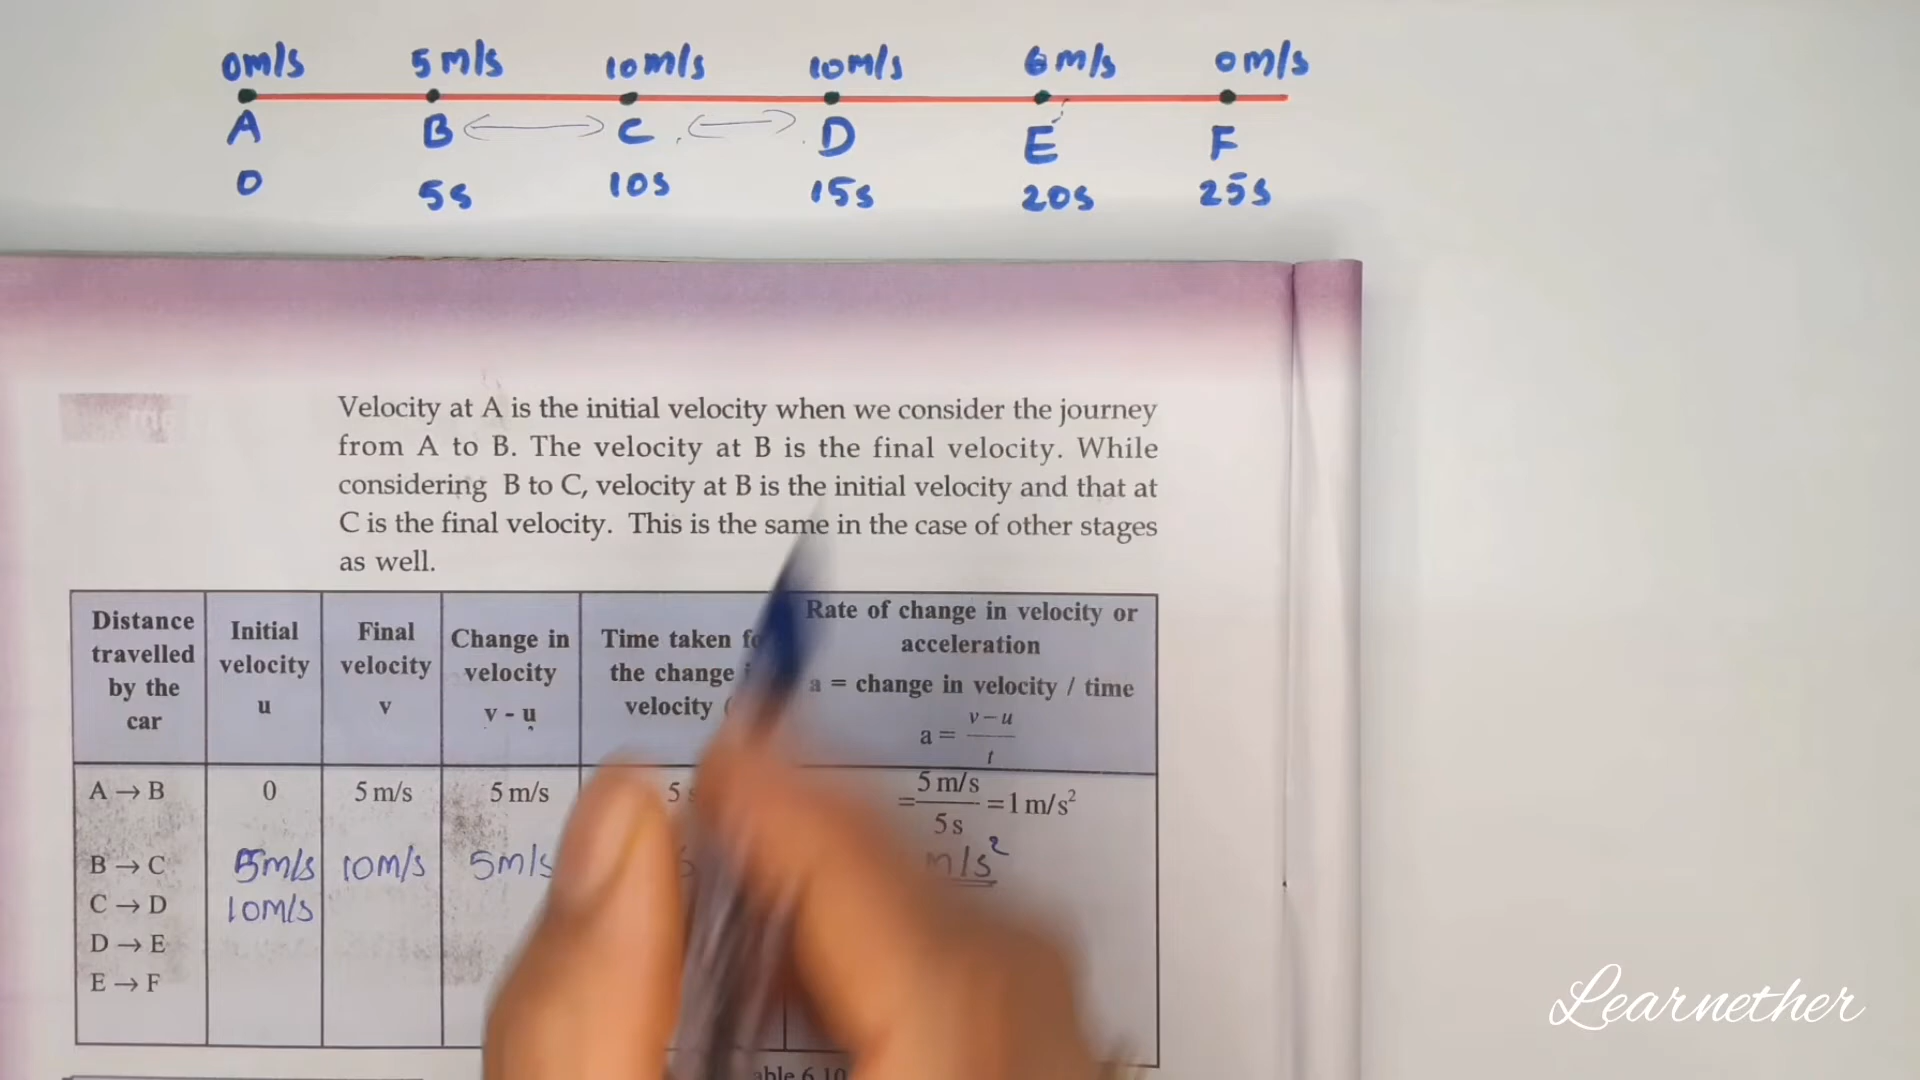 0m/s 5m/s 10m/s 10m/s 6m/s 0m/s
A B C D E F
0 5s 10s 15s 20s 25s
Velocity at A is the initial velocity when we consider the journey
from A to B. The velocity at B is the final velocity. While
considering B to C, velocity at B is the initial velocity and that at
C is the final velocity. This is the same in the case of other stages
as well.
Distance
travelled
by the
car
Initial
velocity
u
Final
velocity
v
Change in
velocity
v - u
Time taken
the change
velocity
Rate of change in velocity or
acceleration
a = change in velocity / time
a = v-u / t
A → B 0 5 m/s 5 m/s 5 = 5 m/s / 5 s = 1 m/s²
B → C 5m/s 10m/s 5m/s m/s²
C → D 10m/s
D → E
E → F
6.10
Learnether